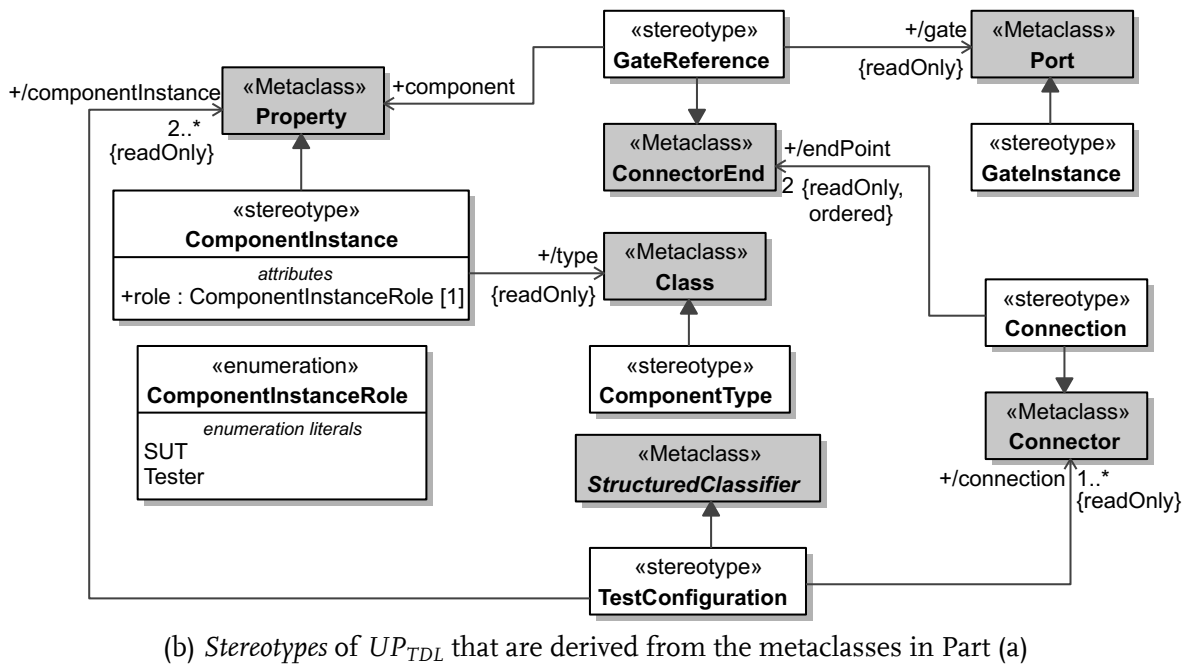 «stereotype»
GateReference
+/gate
{readOnly}
«Metaclass»
Port
+/componentInstance
2..*
{readOnly}
«Metaclass»
Property
+component
«Metaclass»
ConnectorEnd
+/endPoint
2 {readOnly,
ordered}
«stereotype»
GateInstance
«stereotype»
ComponentInstance
attributes
+role : ComponentInstanceRole [1]
+/type
{readOnly}
«Metaclass»
Class
«stereotype»
Connection
«enumeration»
ComponentInstanceRole
enumeration literals
SUT
Tester
«stereotype»
ComponentType
«Metaclass»
Connector
«Metaclass»
StructuredClassifier
+/connection 1..*
{readOnly}
«stereotype»
TestConfiguration
(b) Stereotypes of UP_TDL that are derived from the metaclasses in Part (a)